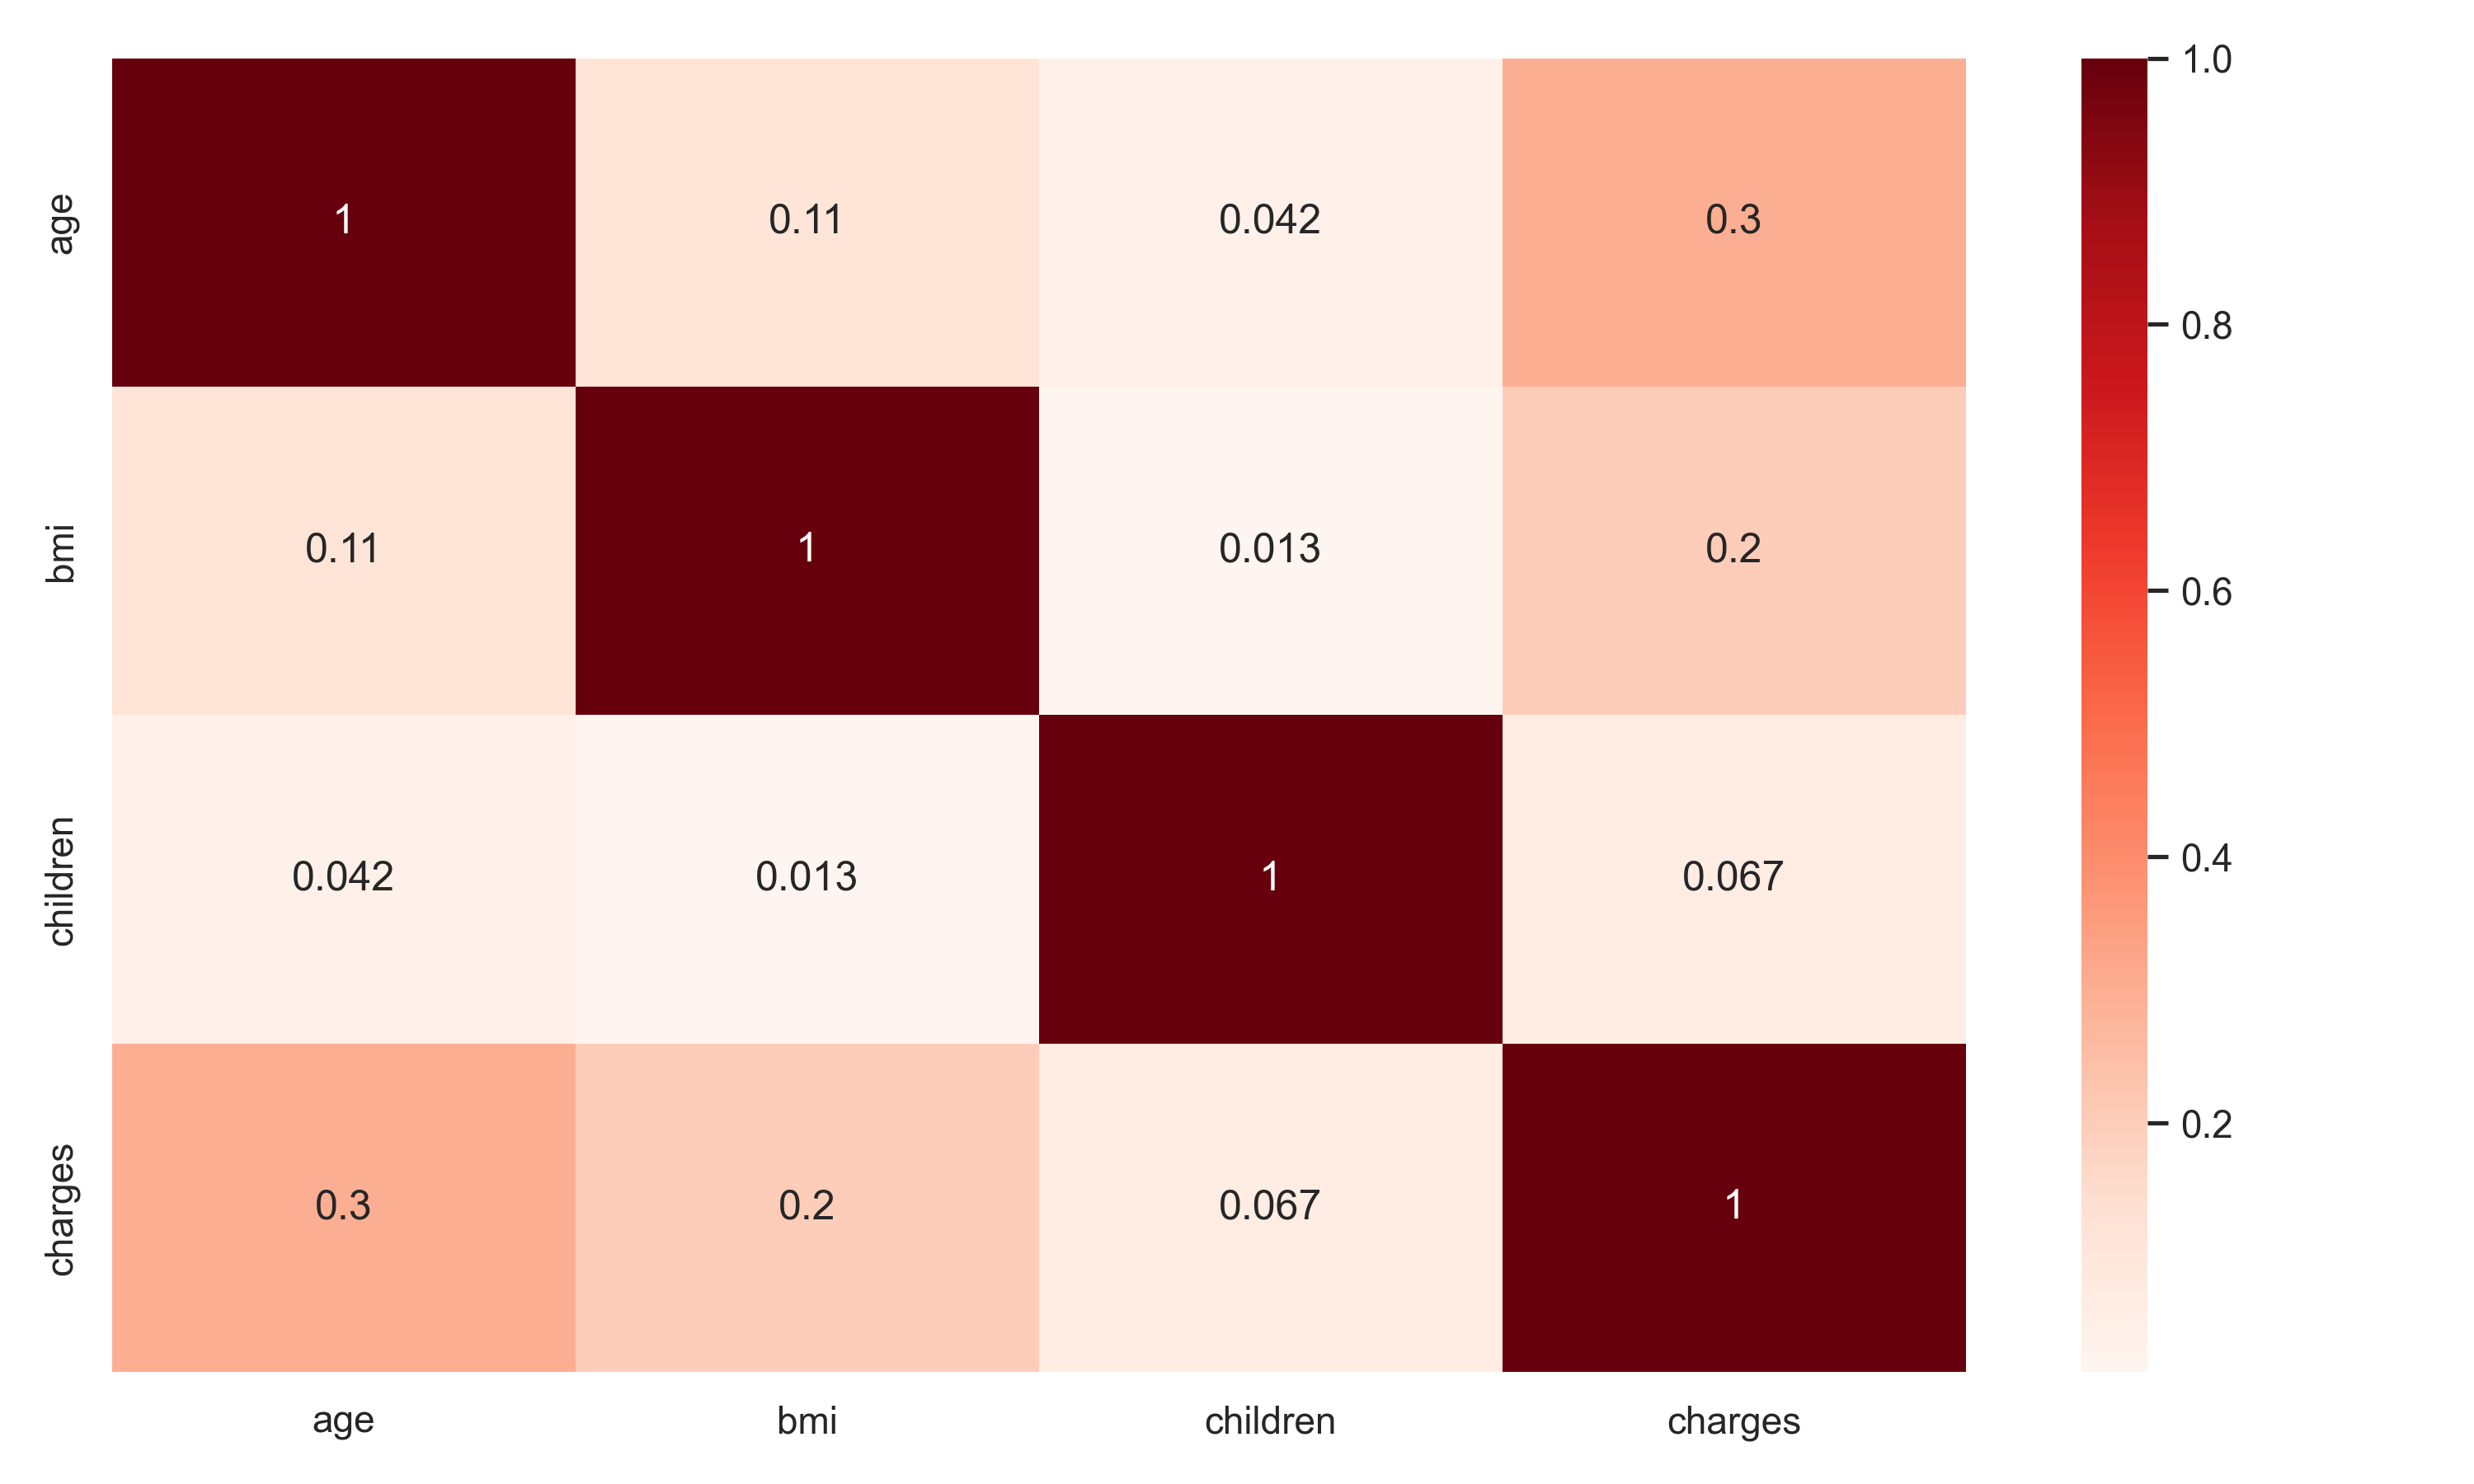 1.0
age 1 0.11 0.042 0.3
0.8
bmi 0.11 1 0.013 0.2
0.6
children 0.042 0.013 1 0.067
0.4
charges 0.3 0.2 0.067 1
0.2
age bmi children charges